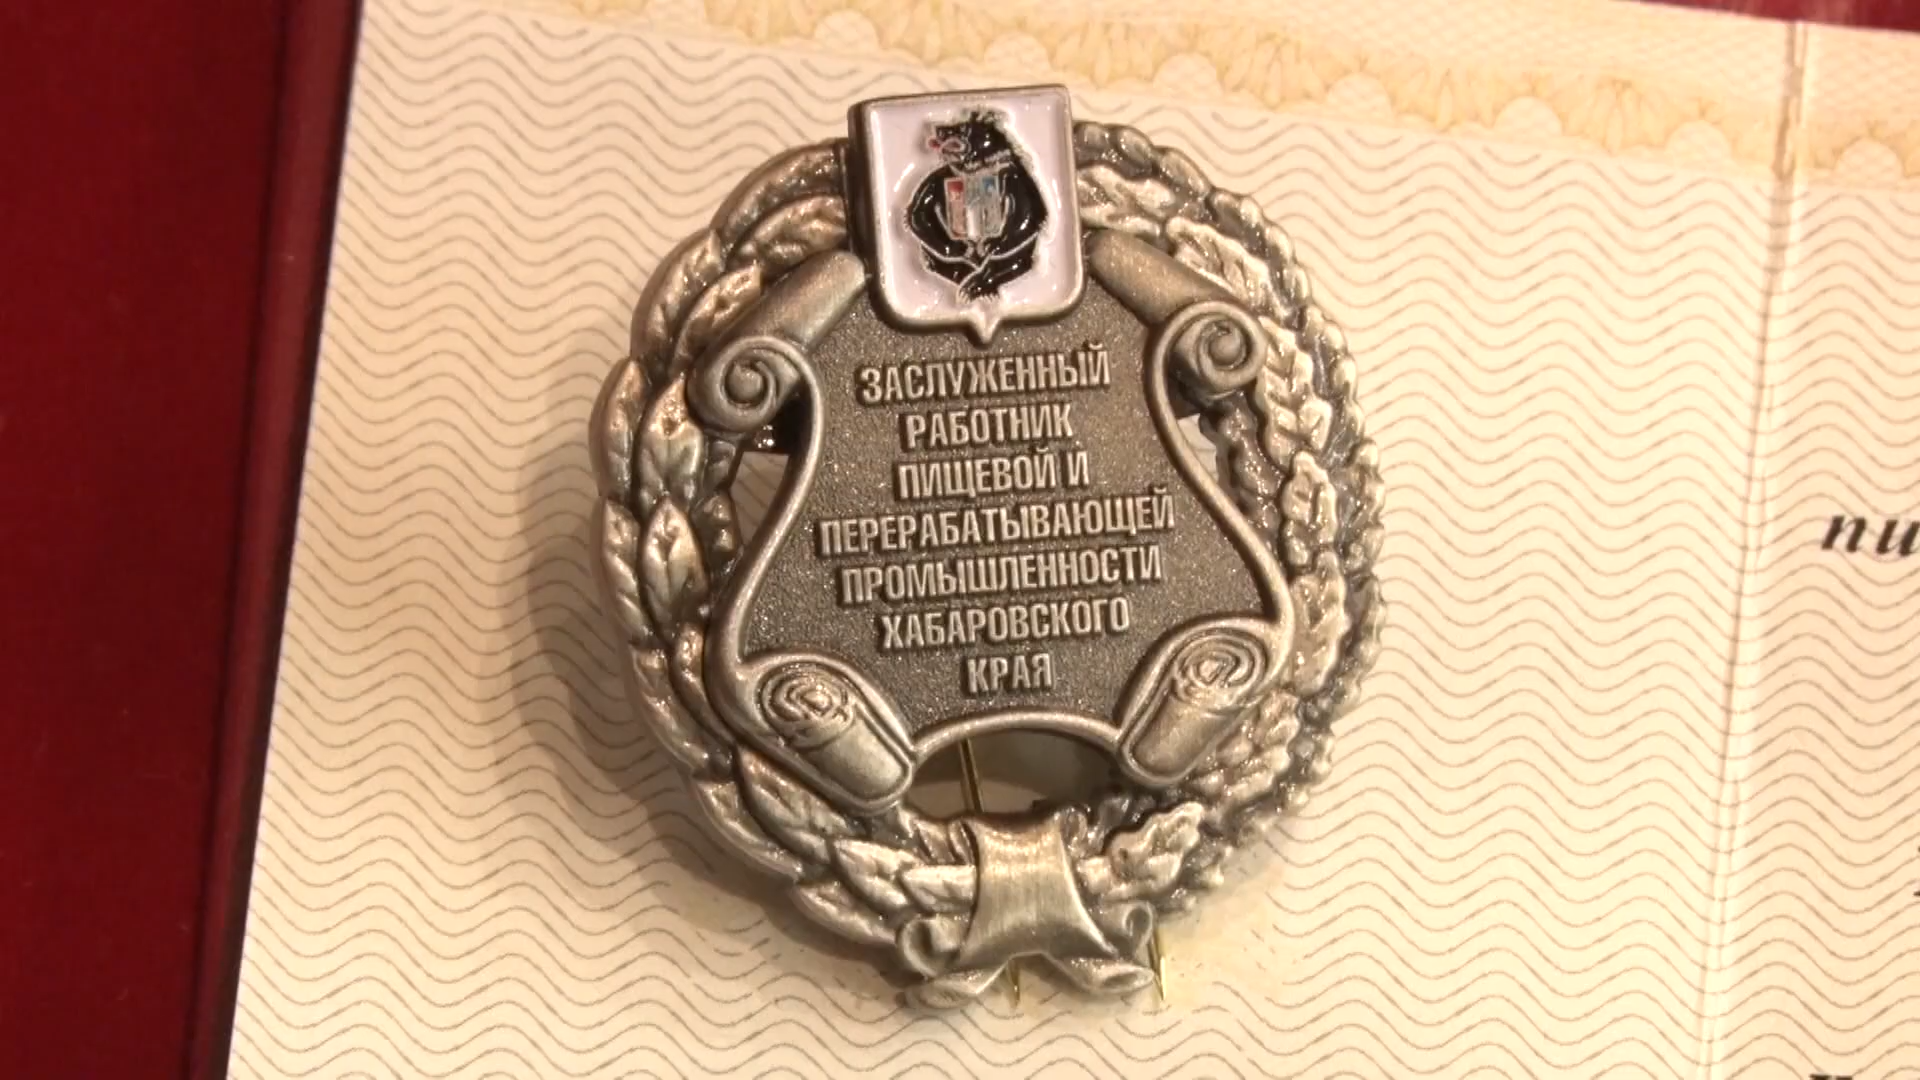 ЗАСЛУЖЕННЫЙ
РАБОТНИК
ПИЩЕВОЙ И
ПЕРЕРАБАТЫВАЮЩЕЙ
ПРОМЫШЛЕННОСТИ
ХАБАРОВСКОГО
КРАЯ